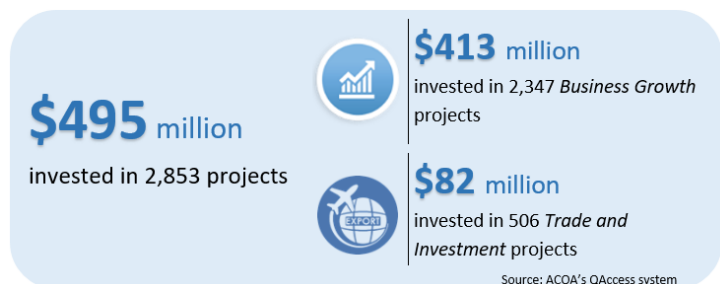 $495 million
invested in 2,853 projects
$413 million
invested in 2,347 Business Growth
projects
EXPORT
$82 million
invested in 506 Trade and
Investment projects
Source: ACOA's QAccess system